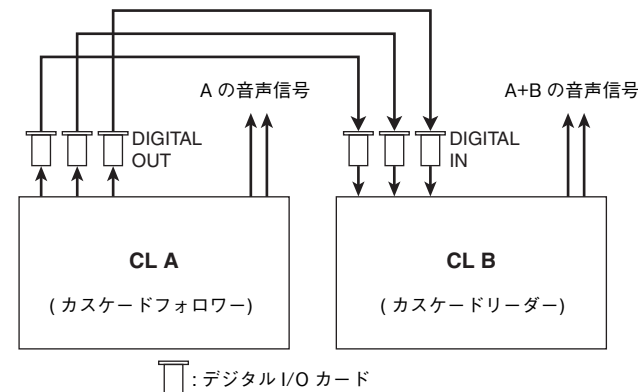 A の音声信号
A+B の音声信号
DIGITAL
OUT
DIGITAL
IN
CL A
(カスケードフォロワー)
CL B
(カスケードリーダー)
: デジタル I/O カード